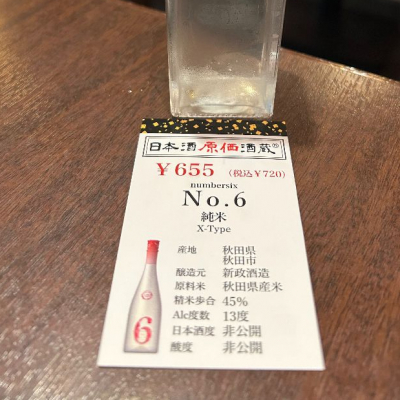 日本酒原価酒蔵®
￥655 (税込￥720)
numbersix
No.6
純米
X-Type
産地 秋田県
秋田市
醸造元 新政酒造
原料米 秋田県産米
精米歩合 45%
Alc度数 13度
日本酒度 非公開
酸度 非公開
6